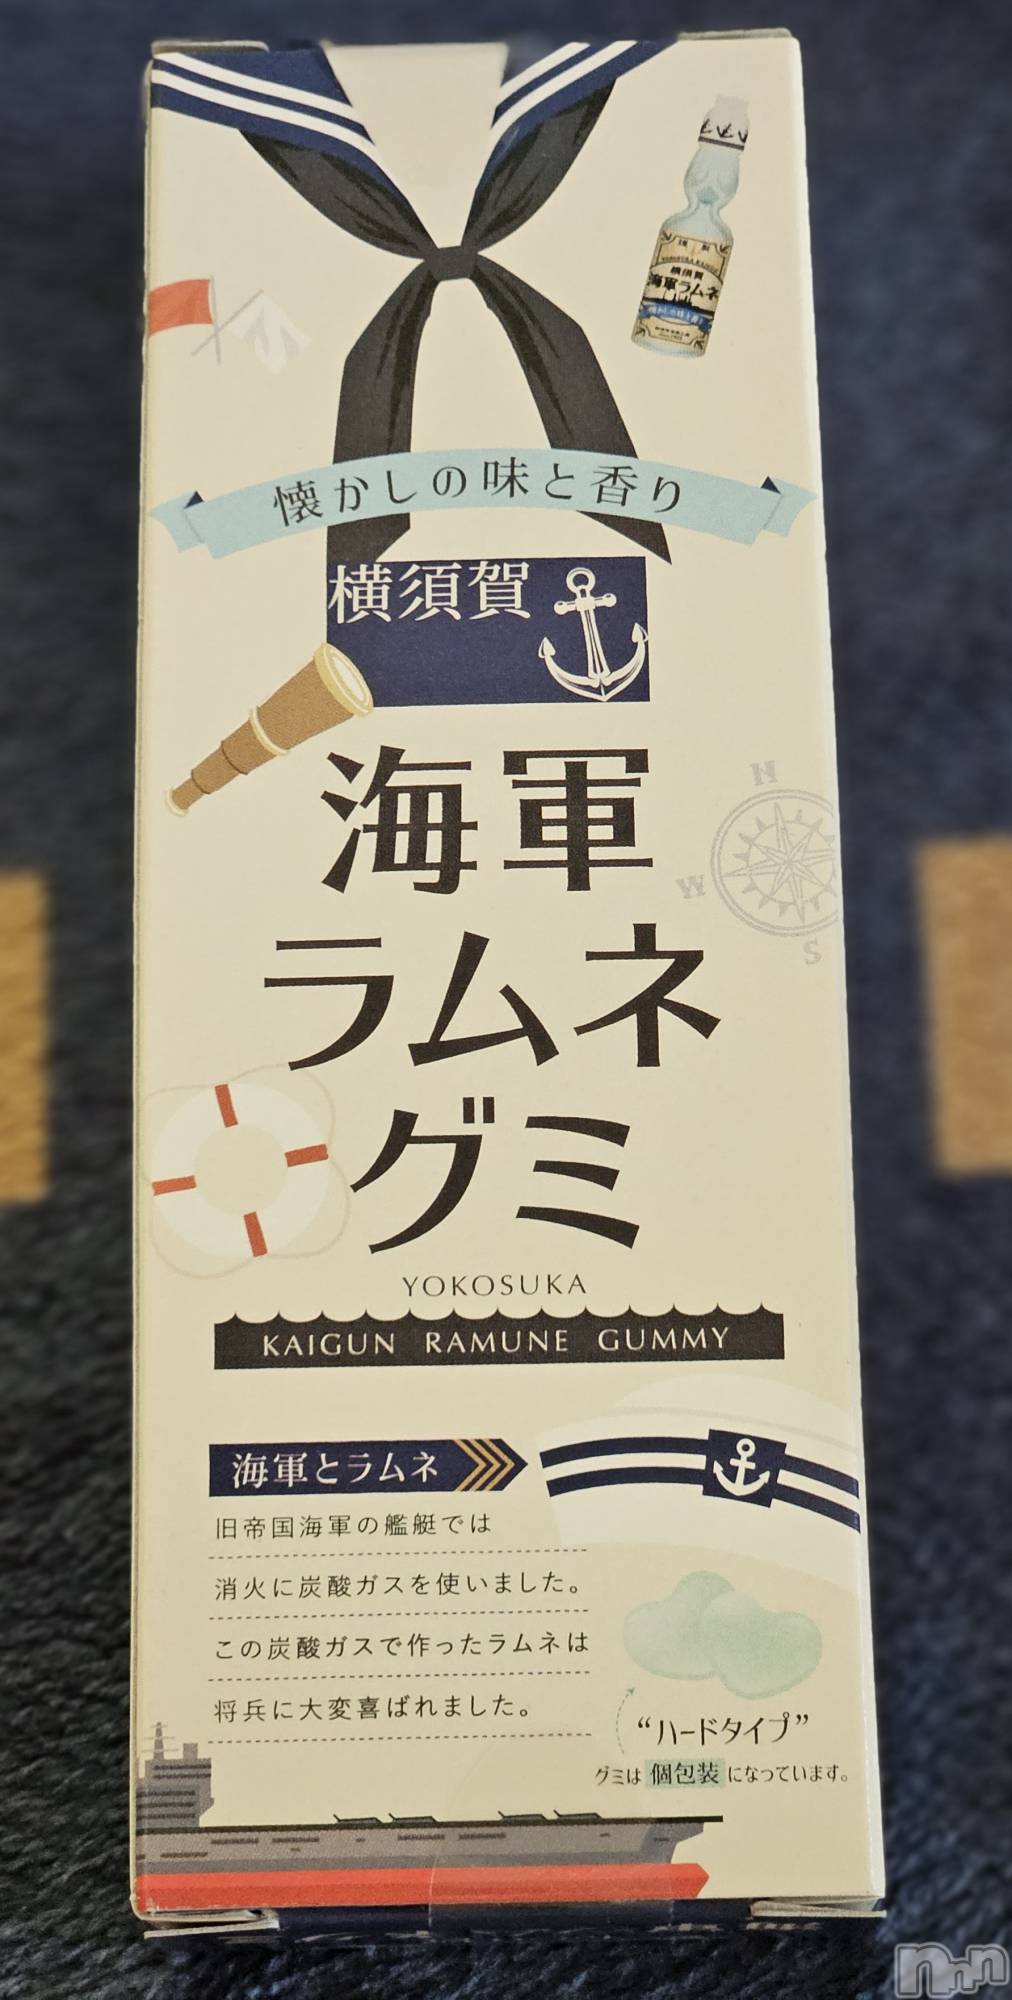 横須賀
海軍ラムネ
懐かしの味と香り
横須賀
海軍
ラムネ
グミ
YOKOSUKA
KAIGUN RAMUNE GUMMY
N
W
S
海軍とラムネ
旧帝国海軍の艦艇では
消火に炭酸ガスを使いました。
この炭酸ガスで作ったラムネは
将兵に大変喜ばれました。
“ハードタイプ”
グミは 個包装 になっています。